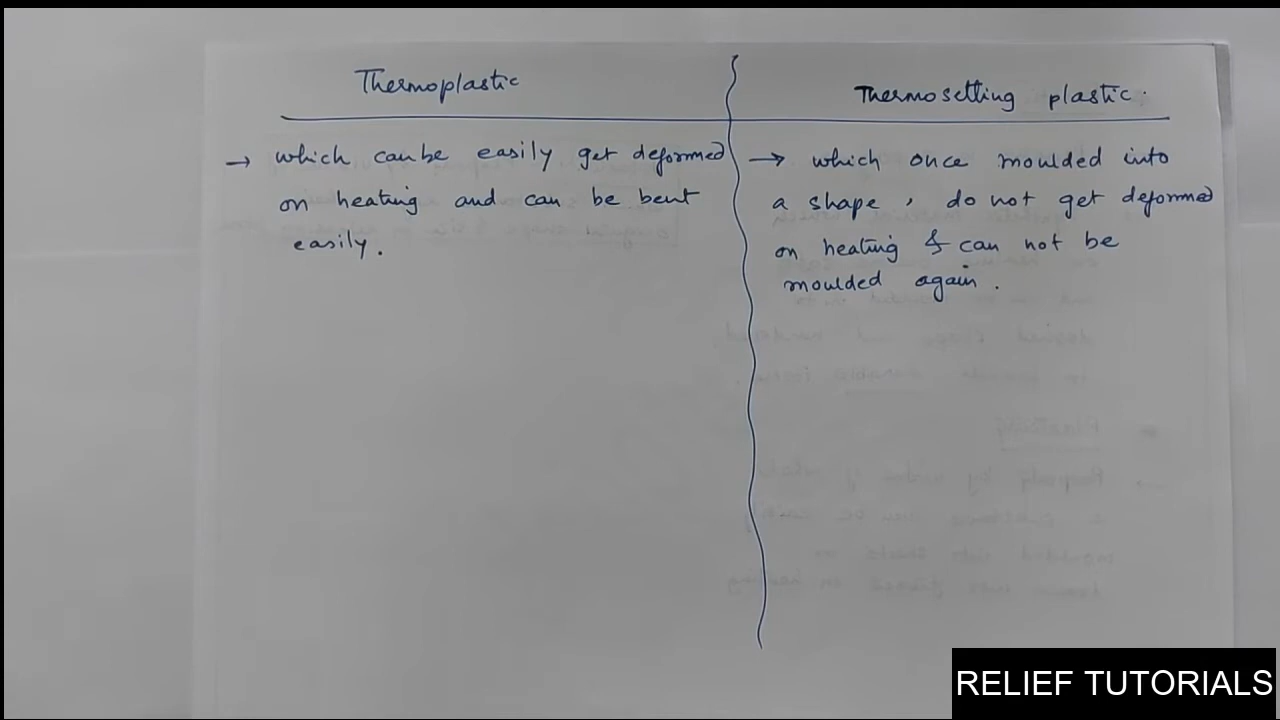 Thermoplastic
Thermosetting plastic.
→ which can be easily get deformed
on heating and can be bent
easily.
→ which once moulded into
a shape, do not get deformed
on heating & can not be
moulded again.
RELIEF TUTORIALS